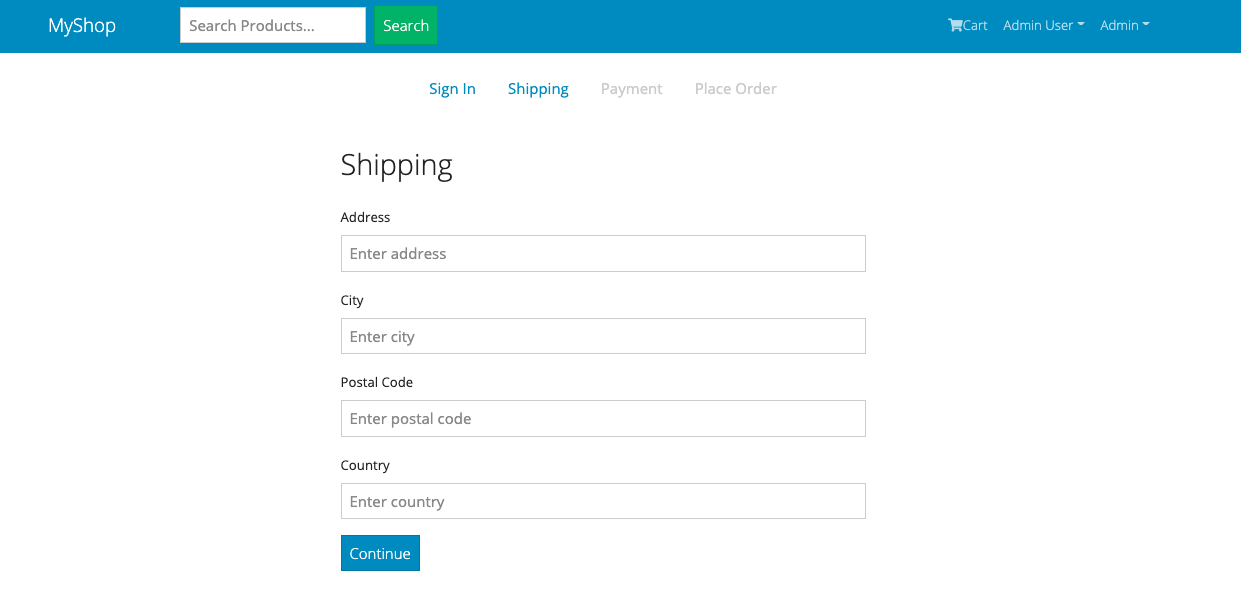 MyShop Search Products... Search Cart Admin User Admin
Sign In Shipping Payment Place Order
Shipping
Address
Enter address
City
Enter city
Postal Code
Enter postal code
Country
Enter country
Continue